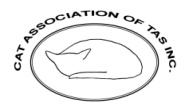 CAT ASSOCIATION OF TAS INC.